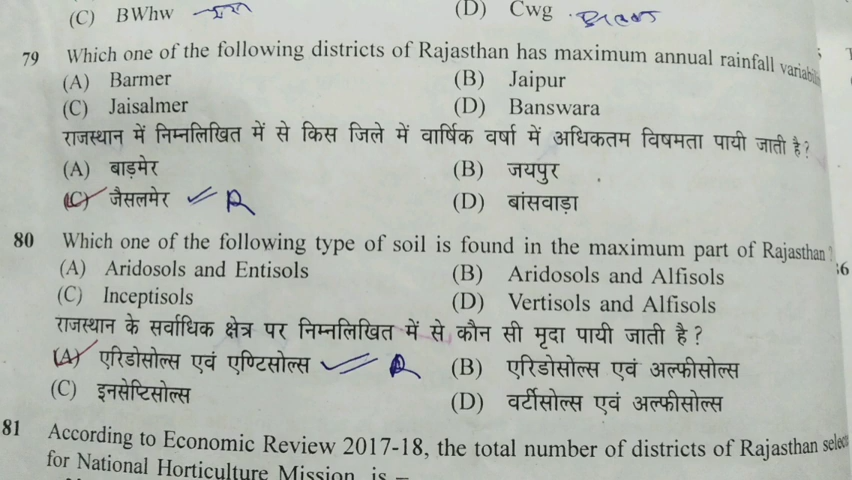 (C) BWhw
(D) Cwg
79 Which one of the following districts of Rajasthan has maximum annual rainfall
(A) Barmer (B) Jaipur
(C) Jaisalmer (D) Banswara
राजस्थान में निम्नलिखित में से किस जिले में वार्षिक वर्षा में अधिकतम विषमता पायी जाती है?
(A) बाड़मेर (B) जयपुर
(C) जैसलमेर R (D) बांसवाड़ा
80 Which one of the following type of soil is found in the maximum part of Rajasthan ?
(A) Aridosols and Entisols (B) Aridosols and Alfisols
(C) Inceptisols (D) Vertisols and Alfisols
राजस्थान के सर्वाधिक क्षेत्र पर निम्नलिखित में से कौन सी मृदा पायी जाती है ?
(A) एरिडोसोल्स एवं एण्टिसोल्स R (B) एरिडोसोल्स एवं अल्फीसोल्स
(C) इनसेप्टिसोल्स (D) वर्टीसोल्स एवं अल्फीसोल्स
81 According to Economic Review 2017-18, the total number of districts of Rajasthan
for National Horticulture Mission is –